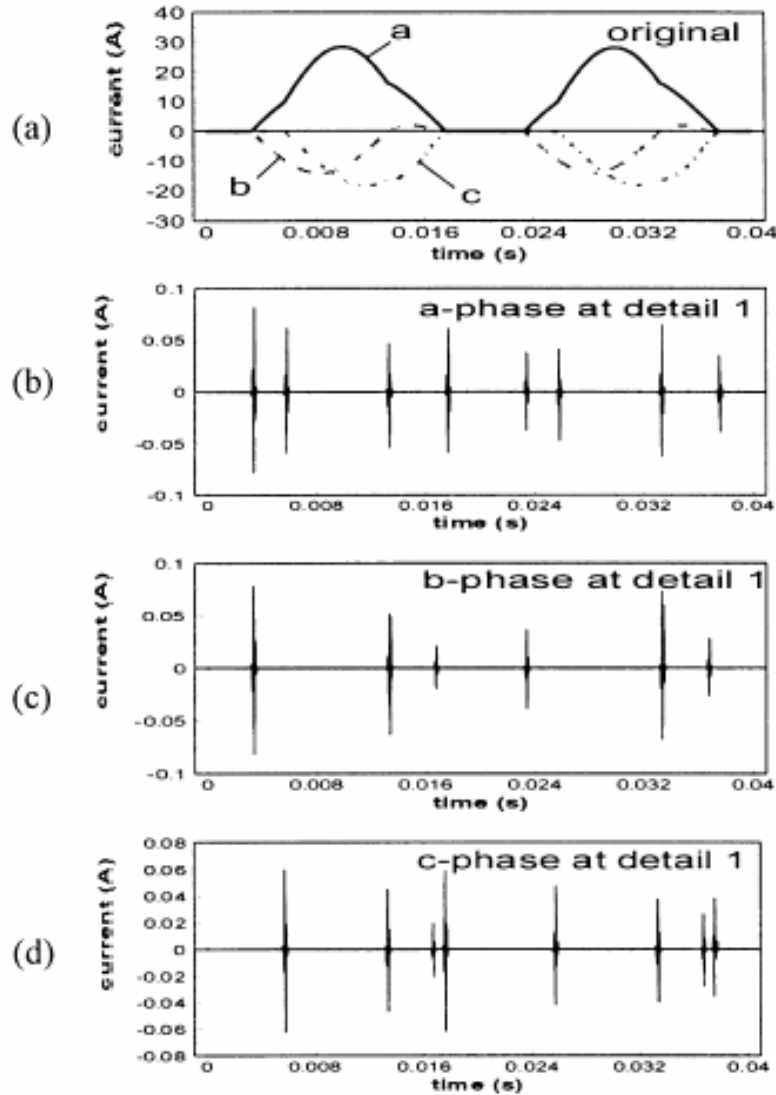 (a)
current (A)
40
30
20
10
0
-10
-20
-30
a
b
c
original
0 0.008 0.016 0.024 0.032 0.04
time (s)
(b)
current (A)
0.1
0.05
0
-0.05
-0.1
a-phase at detail 1
0 0.008 0.016 0.024 0.032 0.04
time (s)
(c)
current (A)
0.1
0.05
0
-0.05
-0.1
b-phase at detail 1
0 0.008 0.016 0.024 0.032 0.04
time (s)
(d)
current (A)
0.08
0.06
0.04
0.02
0
-0.02
-0.04
-0.06
-0.08
c-phase at detail 1
0 0.008 0.016 0.024 0.032 0.04
time (s)